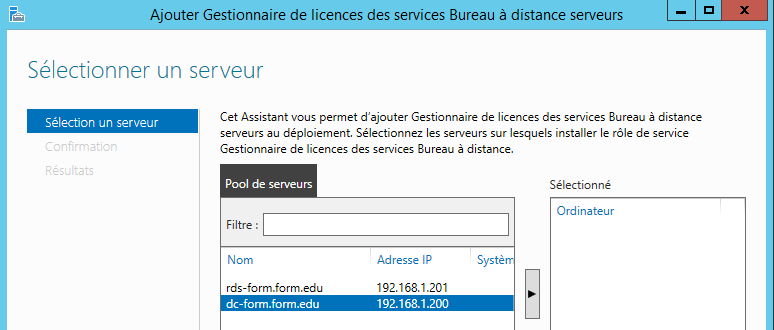 Ajouter Gestionnaire de licences des services Bureau à distance serveurs
Sélectionner un serveur
Sélection un serveur
Confirmation
Résultats
Cet Assistant vous permet d'ajouter Gestionnaire de licences des services Bureau à distance
serveurs au déploiement. Sélectionnez les serveurs sur lesquels installer le rôle de service
Gestionnaire de licences des services Bureau à distance.
Pool de serveurs
Filtre :
Nom Adresse IP Systèm
rds-form.form.edu 192.168.1.201
dc-form.form.edu 192.168.1.200
Sélectionné
Ordinateur